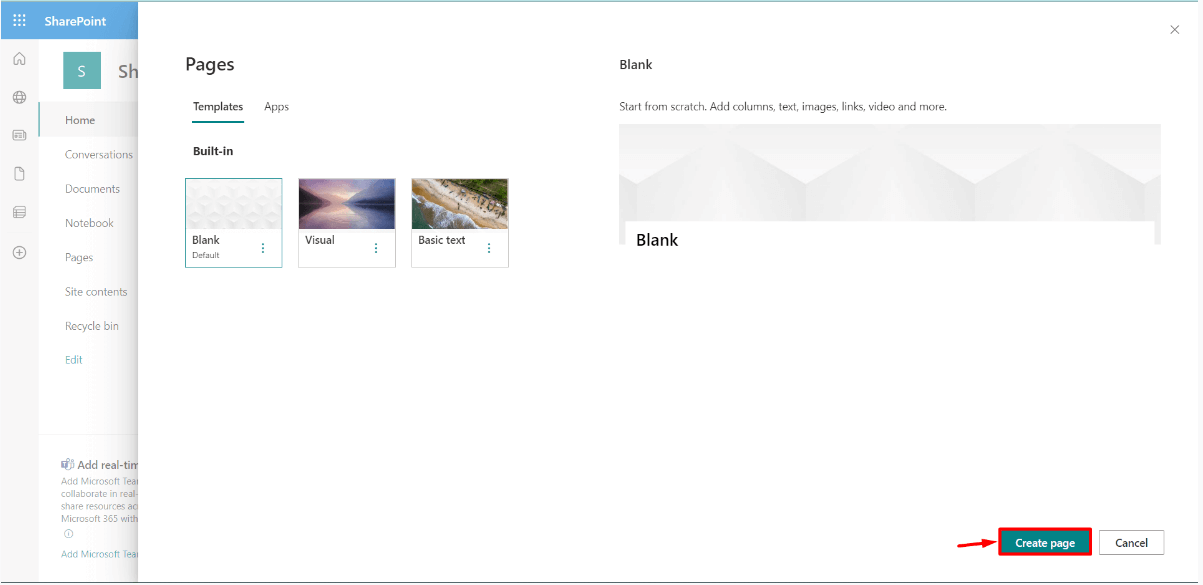 SharePoint
S
Sh
Home
Conversations
Documents
Notebook
Pages
Site contents
Recycle bin
Edit
Add real-tim
Add Microsoft Tea
collaborate in real-
share resources ac
Microsoft 365 with
Add Microsoft Tea
Pages
Templates Apps
Built-in
Blank
Default
Visual
Basic text
Blank
Start from scratch. Add columns, text, images, links, video and more.
Blank
Create page Cancel